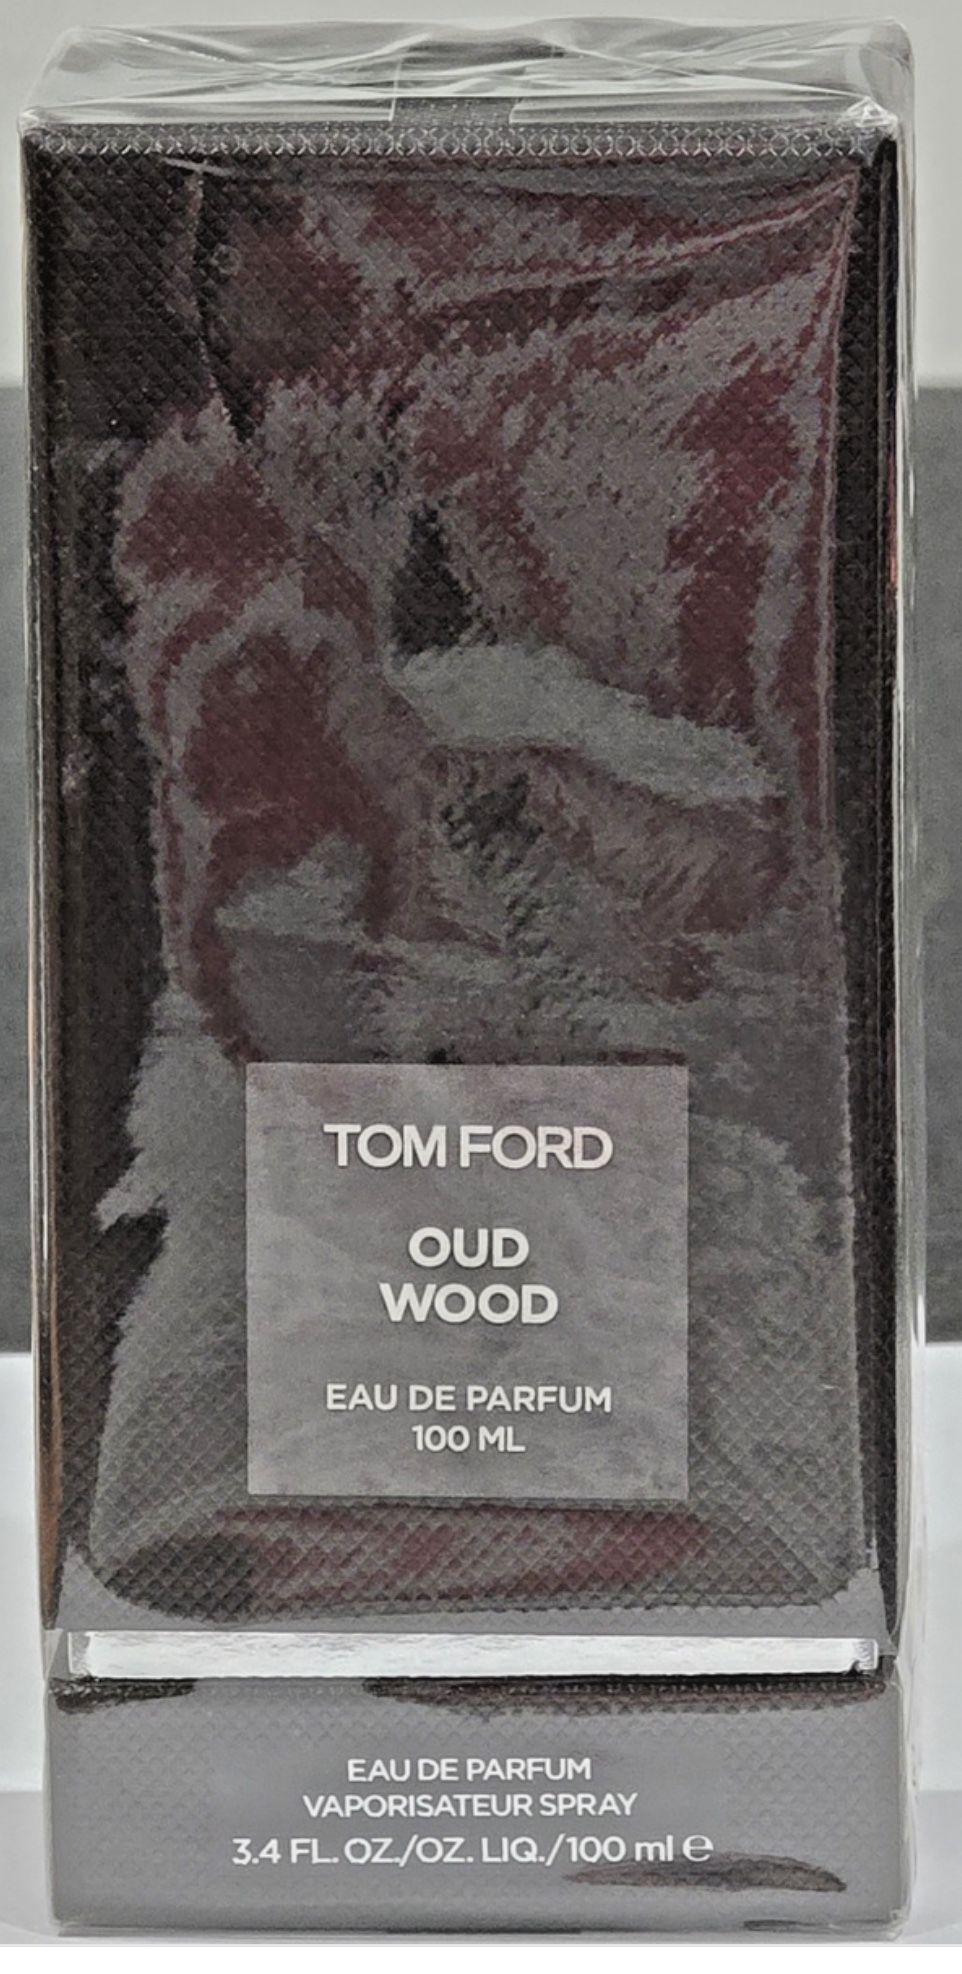 TOM FORD
OUD
WOOD
EAU DE PARFUM
100 ML
EAU DE PARFUM
VAPORISATEUR SPRAY
3.4 FL. OZ./OZ. LIQ./100 ml ℮